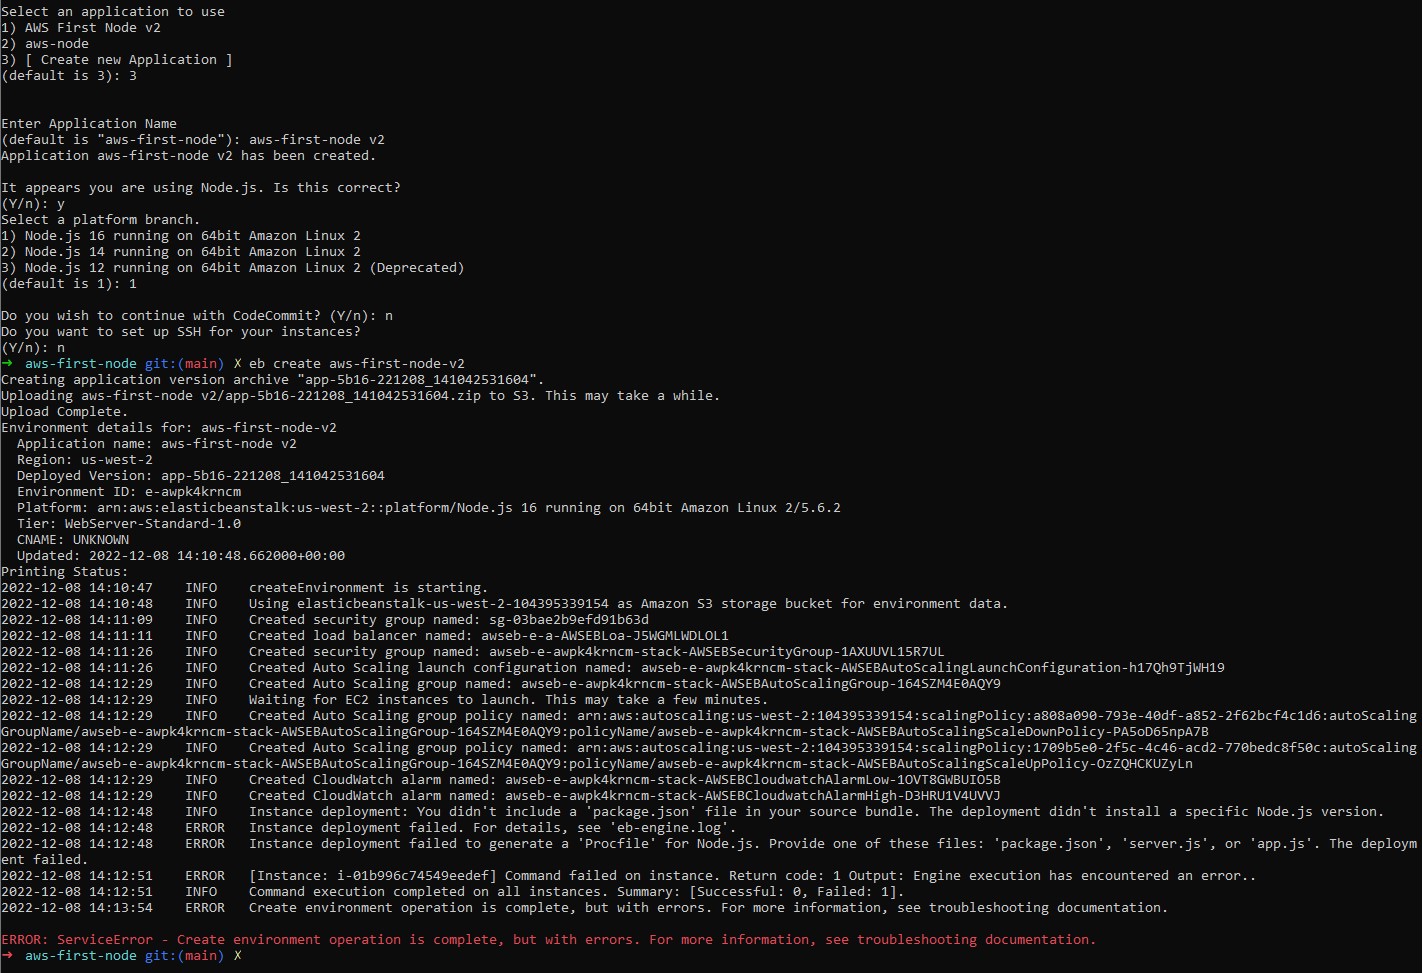 Select an application to use
1) AWS First Node v2
2) aws-node
3) [ Create new Application ]
(default is 3): 3
Enter Application Name
(default is "aws-first-node"): aws-first-node v2
Application aws-first-node v2 has been created.
It appears you are using Node.js. Is this correct?
(Y/n): y
Select a platform branch.
1) Node.js 16 running on 64bit Amazon Linux 2
2) Node.js 14 running on 64bit Amazon Linux 2
3) Node.js 12 running on 64bit Amazon Linux 2 (Deprecated)
(default is 1): 1
Do you wish to continue with CodeCommit? (Y/n): n
Do you want to set up SSH for your instances?
(Y/n): n
→ aws-first-node git:(main) ✗ eb create aws-first-node-v2
Creating application version archive "app-5b16-221208_141042531604".
Uploading aws-first-node v2/app-5b16-221208_141042531604.zip to S3. This may take a while.
Upload Complete.
Environment details for: aws-first-node-v2
  Application name: aws-first-node v2
  Region: us-west-2
  Deployed Version: app-5b16-221208_141042531604
  Environment ID: e-awpk4krncm
  Platform: arn:aws:elasticbeanstalk:us-west-2::platform/Node.js 16 running on 64bit Amazon Linux 2/5.6.2
  Tier: WebServer-Standard-1.0
  CNAME: UNKNOWN
  Updated: 2022-12-08 14:10:48.662000+00:00
Printing Status:
2022-12-08 14:10:47    INFO    createEnvironment is starting.
2022-12-08 14:10:48    INFO    Using elasticbeanstalk-us-west-2-104395339154 as Amazon S3 storage bucket for environment data.
2022-12-08 14:11:09    INFO    Created security group named: sg-03bae2b9efd91b63d
2022-12-08 14:11:11    INFO    Created load balancer named: awseb-e-a-AWSEBLoa-J5WGMLWDLOL1
2022-12-08 14:11:26    INFO    Created security group named: awseb-e-awpk4krncm-stack-AWSEBSecurityGroup-1AXUUVL15R7UL
2022-12-08 14:11:26    INFO    Created Auto Scaling launch configuration named: awseb-e-awpk4krncm-stack-AWSEBAutoScalingLaunchConfiguration-h17Qh9TjWH19
2022-12-08 14:12:29    INFO    Created Auto Scaling group named: awseb-e-awpk4krncm-stack-AWSEBAutoScalingGroup-164SZM4E0AQY9
2022-12-08 14:12:29    INFO    Waiting for EC2 instances to launch. This may take a few minutes.
2022-12-08 14:12:29    INFO    Created Auto Scaling group policy named: arn:aws:autoscaling:us-west-2:104395339154:scalingPolicy:a808a090-793e-40df-a852-2f62bcf4c1d6:autoScaling
GroupName/awseb-e-awpk4krncm-stack-AWSEBAutoScalingGroup-164SZM4E0AQY9:policyName/awseb-e-awpk4krncm-stack-AWSEBAutoScalingScaleDownPolicy-PA5oD65npA7B
2022-12-08 14:12:29    INFO    Created Auto Scaling group policy named: arn:aws:autoscaling:us-west-2:104395339154:scalingPolicy:1709b5e0-2f5c-4c46-acd2-770bedc8f50c:autoScaling
GroupName/awseb-e-awpk4krncm-stack-AWSEBAutoScalingGroup-164SZM4E0AQY9:policyName/awseb-e-awpk4krncm-stack-AWSEBAutoScalingScaleUpPolicy-OzZQHCKUZyLn
2022-12-08 14:12:29    INFO    Created CloudWatch alarm named: awseb-e-awpk4krncm-stack-AWSEBCloudwatchAlarmLow-1OVT8GWBUIO5B
2022-12-08 14:12:29    INFO    Created CloudWatch alarm named: awseb-e-awpk4krncm-stack-AWSEBCloudwatchAlarmHigh-D3HRU1V4UVVJ
2022-12-08 14:12:48    INFO    Instance deployment: You didn't include a 'package.json' file in your source bundle. The deployment didn't install a specific Node.js version.
2022-12-08 14:12:48    ERROR   Instance deployment failed. For details, see 'eb-engine.log'.
2022-12-08 14:12:48    ERROR   Instance deployment failed to generate a 'Procfile' for Node.js. Provide one of these files: 'package.json', 'server.js', or 'app.js'. The deploym
ent failed.
2022-12-08 14:12:51    ERROR   [Instance: i-01b996c74549eedef] Command failed on instance. Return code: 1 Output: Engine execution has encountered an error..
2022-12-08 14:12:51    INFO    Command execution completed on all instances. Summary: [Successful: 0, Failed: 1].
2022-12-08 14:13:54    ERROR   Create environment operation is complete, but with errors. For more information, see troubleshooting documentation.
ERROR: ServiceError - Create environment operation is complete, but with errors. For more information, see troubleshooting documentation.
→ aws-first-node git:(main) ✗